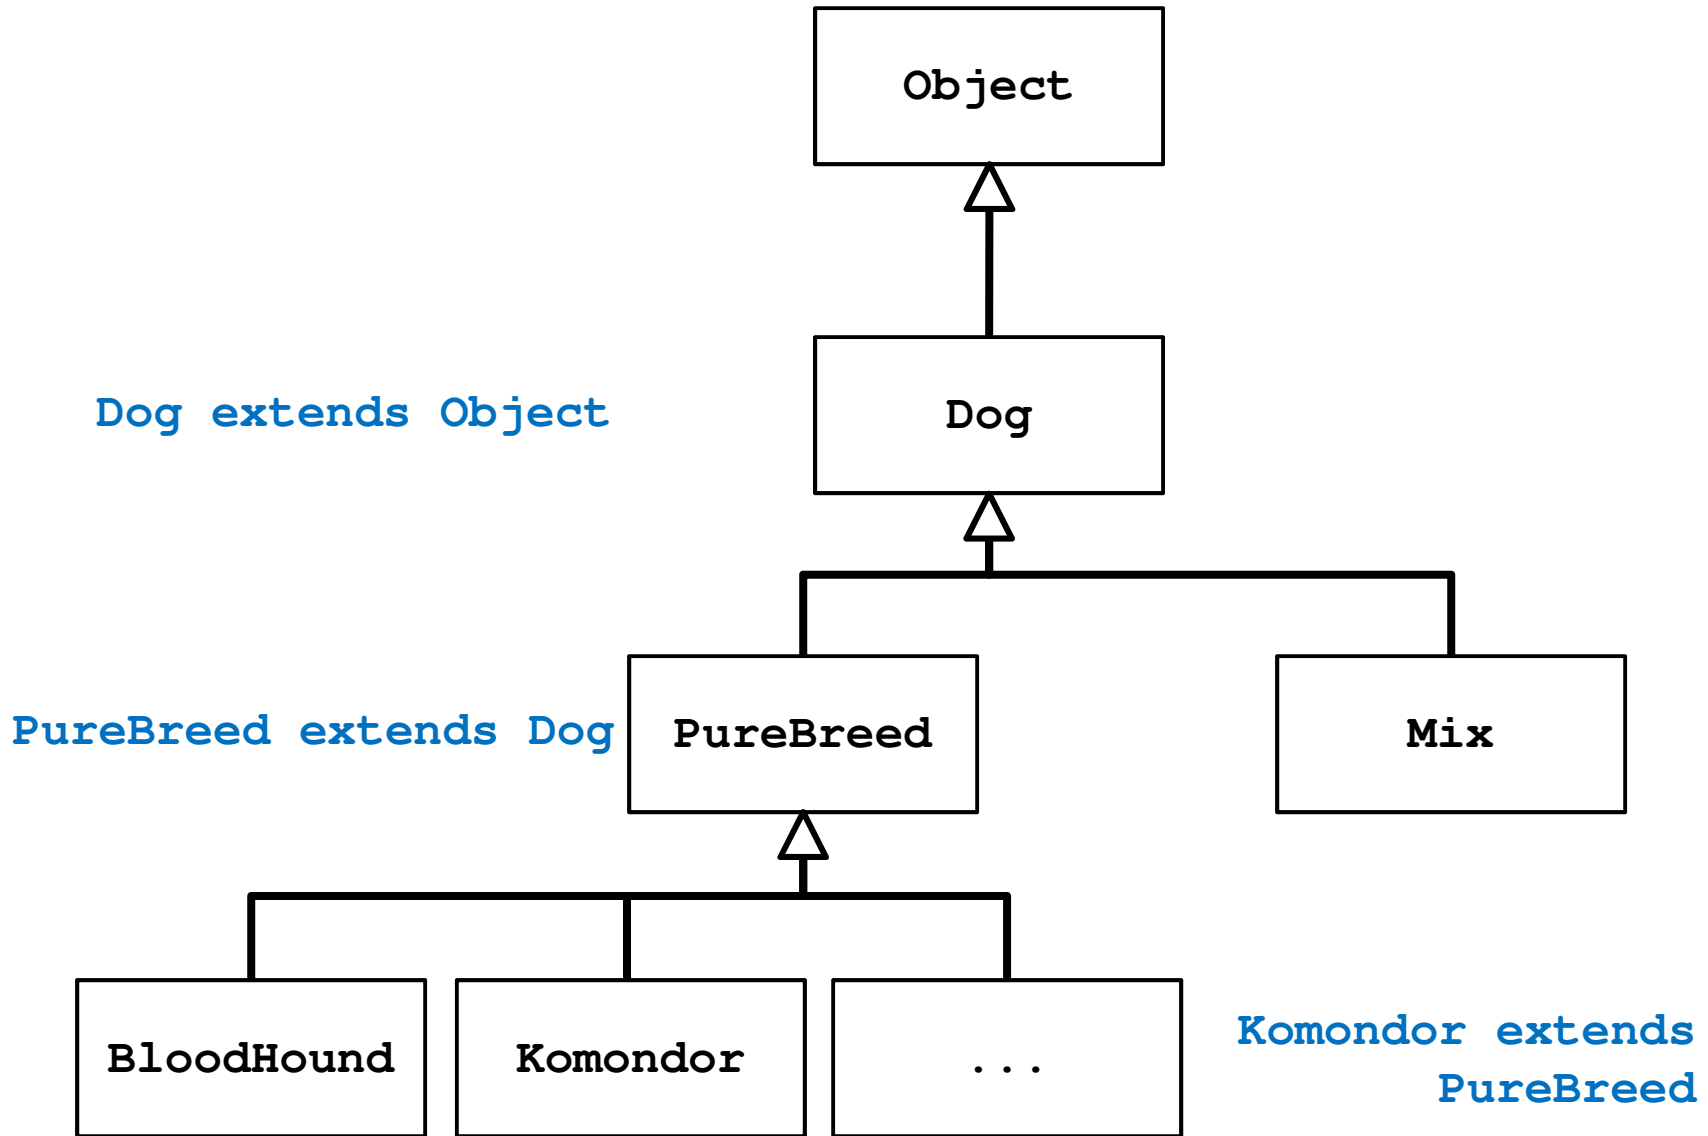 Object
Dog extends Object
Dog
PureBreed extends Dog
PureBreed
Mix
BloodHound
Komondor
...
Komondor extends
PureBreed